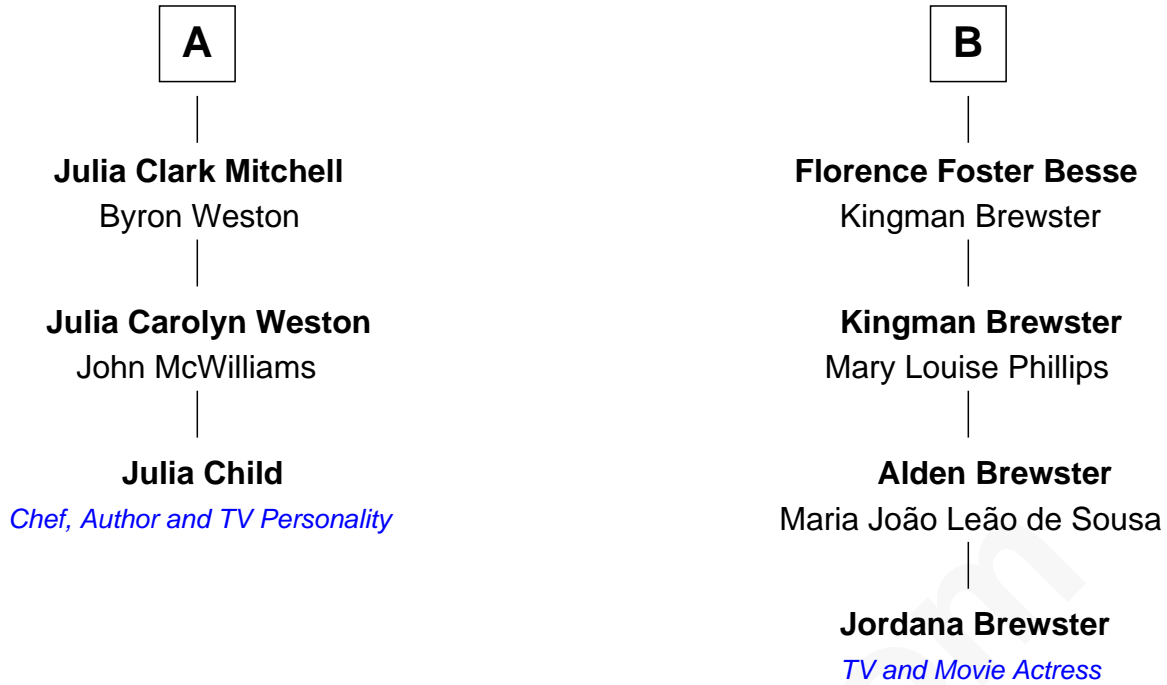 A
Julia Clark Mitchell
Byron Weston
Julia Carolyn Weston
John McWilliams
Julia Child
Chef, Author and TV Personality
B
Florence Foster Besse
Kingman Brewster
Kingman Brewster
Mary Louise Phillips
Alden Brewster
Maria João Leão de Sousa
Jordana Brewster
TV and Movie Actress